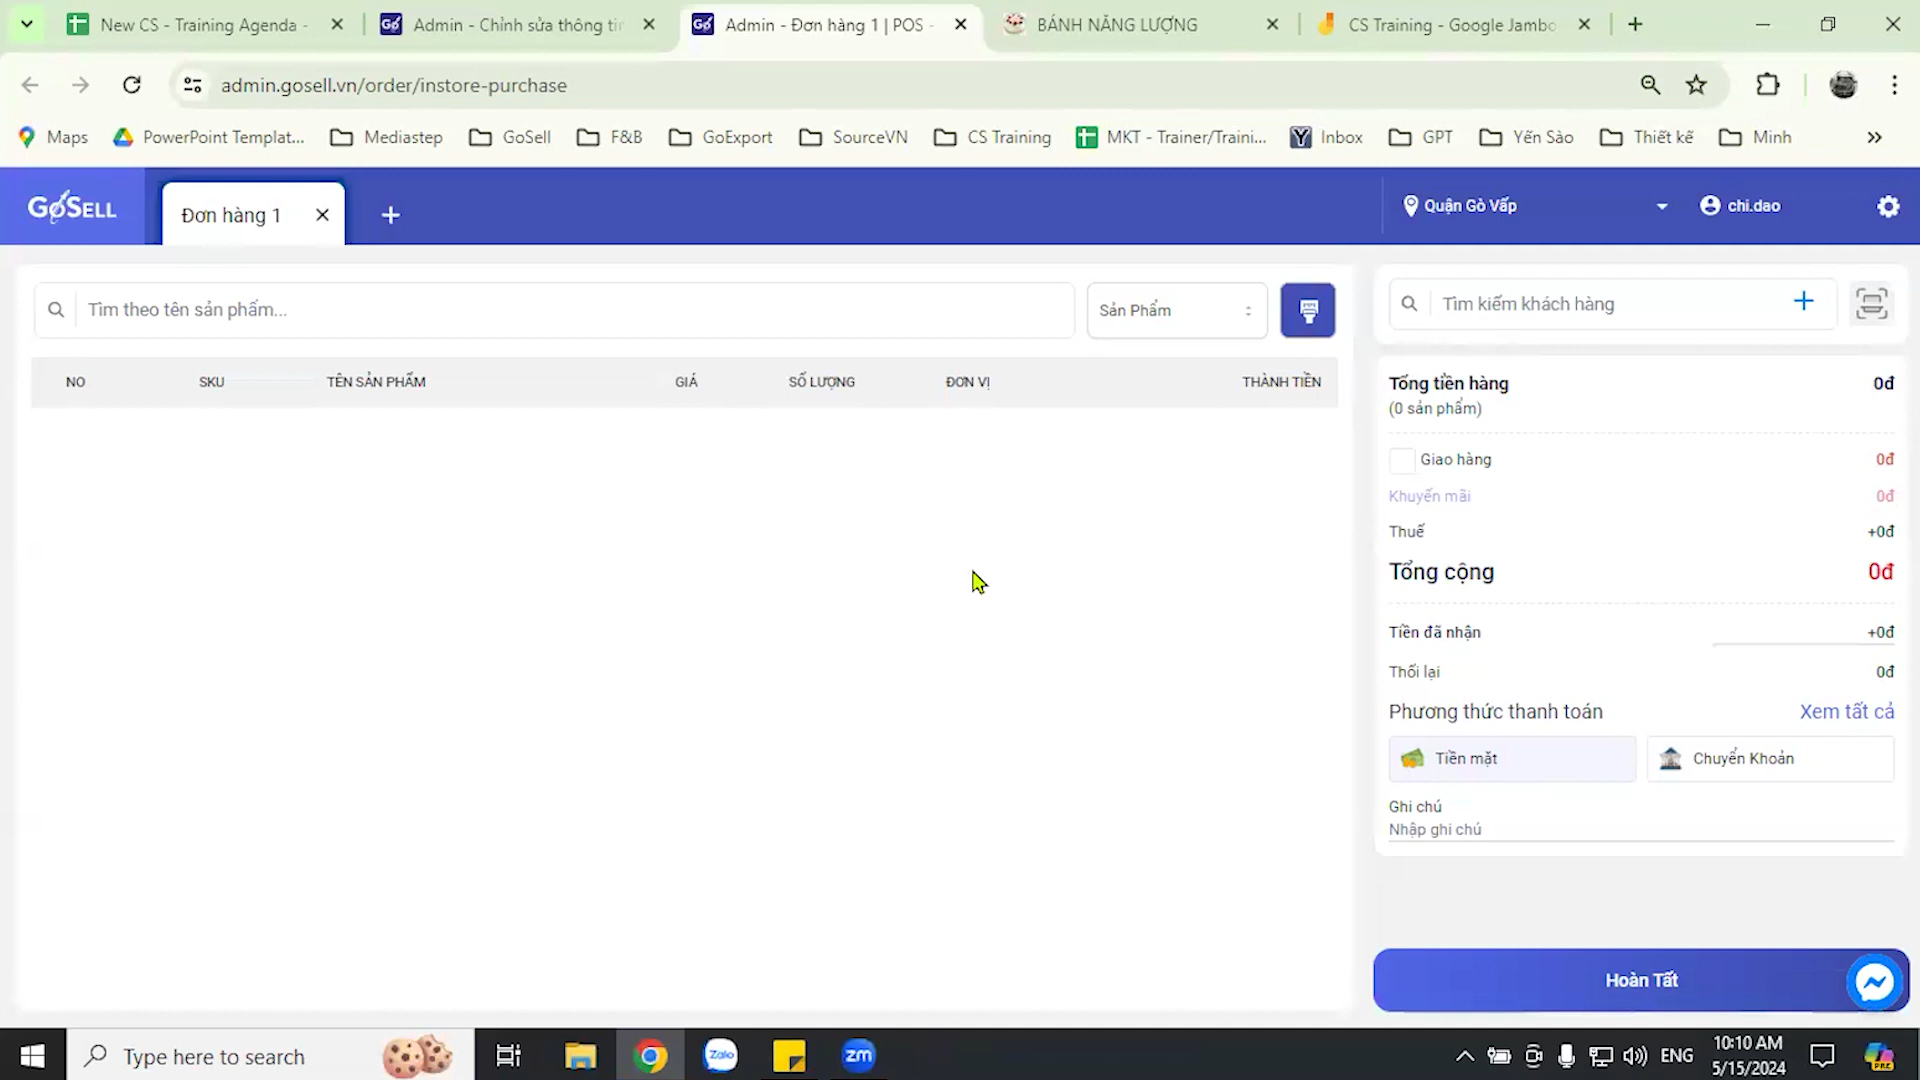 New CS - Training Agenda -
Admin - Chỉnh sửa thông tin
Admin - Đơn hàng 1 | POS -
BÁNH NĂNG LƯỢNG
CS Training - Google Jambo
admin.gosell.vn/order/instore-purchase
Maps
PowerPoint Templat...
Mediastep
GoSell
F&B
GoExport
SourceVN
CS Training
MKT - Trainer/Traini...
Inbox
GPT
Yến Sào
Thiết kế
Minh
GoSELL
Đơn hàng 1
Quận Gò Vấp
chi.dao
Tìm theo tên sản phẩm...
Sản Phẩm
Tìm kiếm khách hàng
NO
SKU
TÊN SẢN PHẨM
GIÁ
SỐ LƯỢNG
ĐƠN VỊ
THÀNH TIỀN
Tổng tiền hàng
0đ
(0 sản phẩm)
Giao hàng
0đ
Khuyến mãi
0đ
Thuế
+0đ
Tổng cộng
0đ
Tiền đã nhận
+0đ
Thối lại
0đ
Phương thức thanh toán
Xem tất cả
Tiền mặt
Chuyển Khoản
Ghi chú
Nhập ghi chú
Hoàn Tất
Type here to search
Zalo
zm
ENG
10:10 AM
5/15/2024
PRE